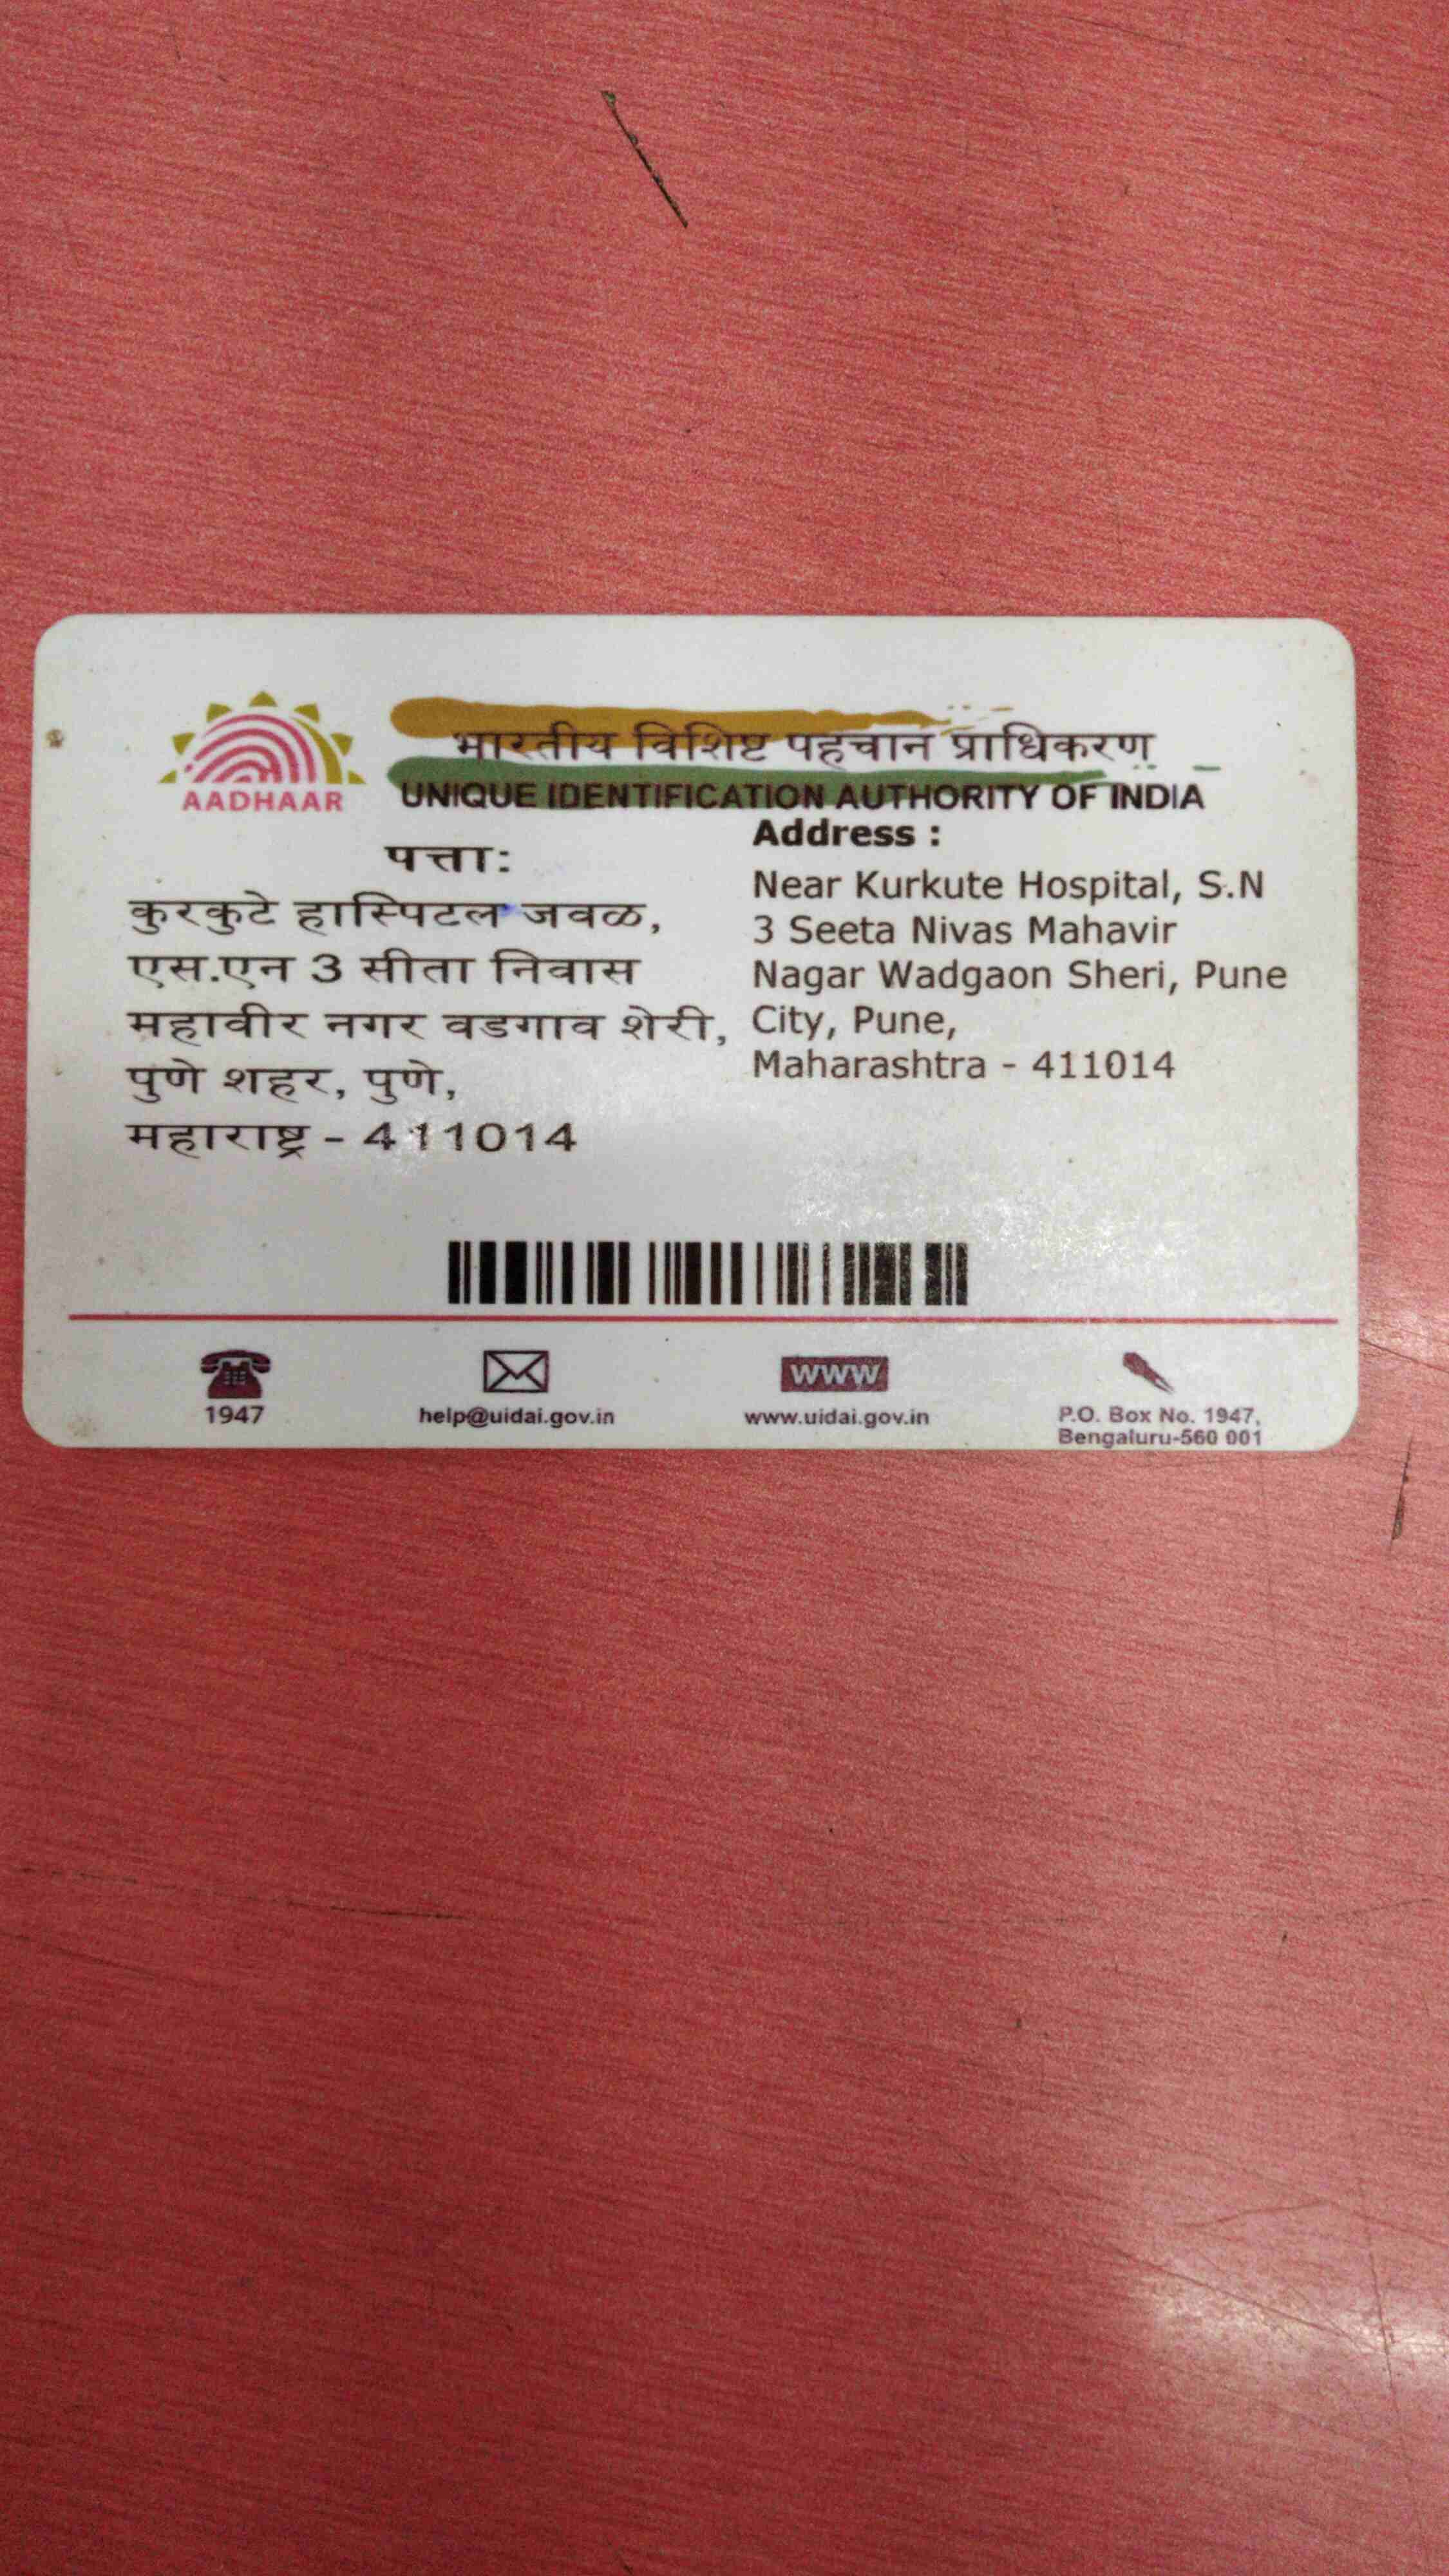 भारतीय विशिष्ट पहचान प्राधिकरण
AADHAAR
UNIQUE IDENTIFICATION AUTHORITY OF INDIA
पत्ता:
कुरकुटे हास्पिटल जवळ,
एस.एन 3 सीता निवास
महावीर नगर वडगाव शेरी,
पुणे शहर, पुणे,
महाराष्ट्र - 411014
Address :
Near Kurkute Hospital, S.N
3 Seeta Nivas Mahavir
Nagar Wadgaon Sheri, Pune
City, Pune,
Maharashtra - 411014
1947
help@uidai.gov.in
www
www.uidai.gov.in
P.O. Box No. 1947,
Bengaluru-560 001